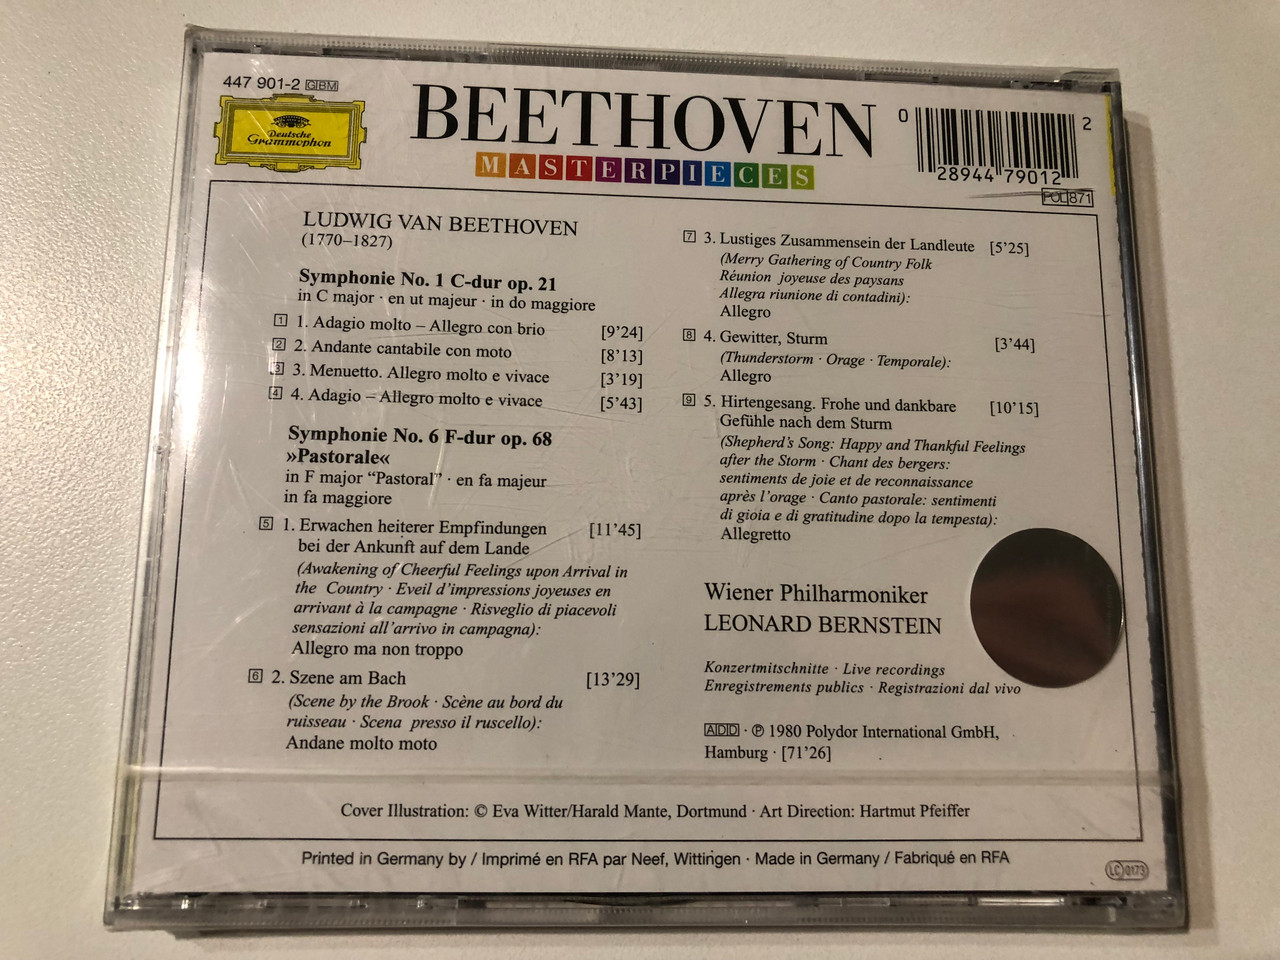 447 901-2 GBM
Deutsche
Grammophon
BEETHOVEN
MASTERPIECES
0 28944 79012 2
POL 871
LUDWIG VAN BEETHOVEN
(1770–1827)
Symphonie No. 1 C-dur op. 21
in C major · en ut majeur · in do maggiore
1 1. Adagio molto – Allegro con brio [9’24]
2 2. Andante cantabile con moto [8’13]
3 3. Menuetto. Allegro molto e vivace [3’19]
4 4. Adagio – Allegro molto e vivace [5’43]
Symphonie No. 6 F-dur op. 68
»Pastorale«
in F major “Pastoral” · en fa majeur
in fa maggiore
5 1. Erwachen heiterer Empfindungen [11’45]
bei der Ankunft auf dem Lande
(Awakening of Cheerful Feelings upon Arrival in
the Country · Eveil d’impressions joyeuses en
arrivant à la campagne · Risveglio di piacevoli
sensazioni all’arrivo in campagna):
Allegro ma non troppo
6 2. Szene am Bach [13’29]
(Scene by the Brook · Scène au bord du
ruisseau · Scena presso il ruscello):
Andane molto moto
7 3. Lustiges Zusammensein der Landleute [5’25]
(Merry Gathering of Country Folk
Réunion joyeuse des paysans
Allegra riunione di contadini):
Allegro
8 4. Gewitter, Sturm [3’44]
(Thunderstorm · Orage · Temporale):
Allegro
9 5. Hirtengesang. Frohe und dankbare [10’15]
Gefühle nach dem Sturm
(Shepherd’s Song: Happy and Thankful Feelings
after the Storm · Chant des bergers:
sentiments de joie et de reconnaissance
après l’orage · Canto pastorale: sentimenti
di gioia e di gratitudine dopo la tempesta):
Allegretto
Wiener Philharmoniker
LEONARD BERNSTEIN
Konzertmitschnitte · Live recordings
Enregistrements publics · Registrazioni dal vivo
ADD · ℗ 1980 Polydor International GmbH,
Hamburg · [71’26]
Cover Illustration: © Eva Witter/Harald Mante, Dortmund · Art Direction: Hartmut Pfeiffer
Printed in Germany by / Imprimé en RFA par Neef, Wittingen · Made in Germany / Fabriqué en RFA
LC 0173